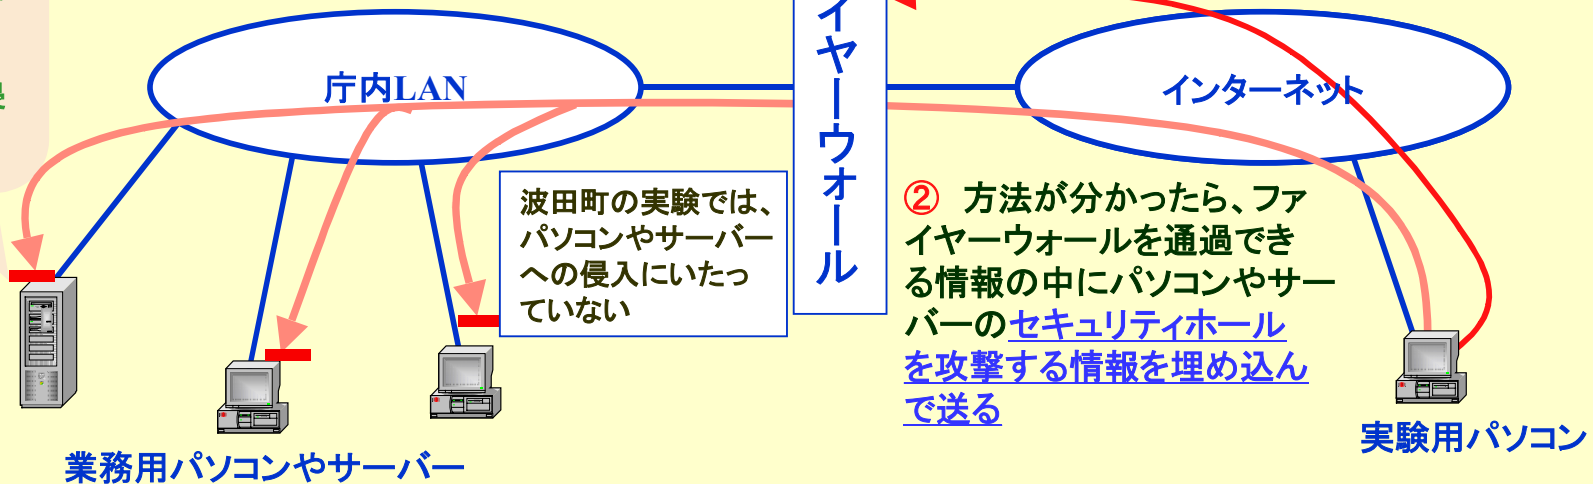 イヤーウォール
庁内LAN
インターネット
波田町の実験では、
パソコンやサーバー
への侵入にいたっ
ていない
② 方法が分かったら、ファ
イヤーウォールを通過でき
る情報の中にパソコンやサー
バーのセキュリティホール
を攻撃する情報を埋め込ん
で送る
実験用パソコン
業務用パソコンやサーバー